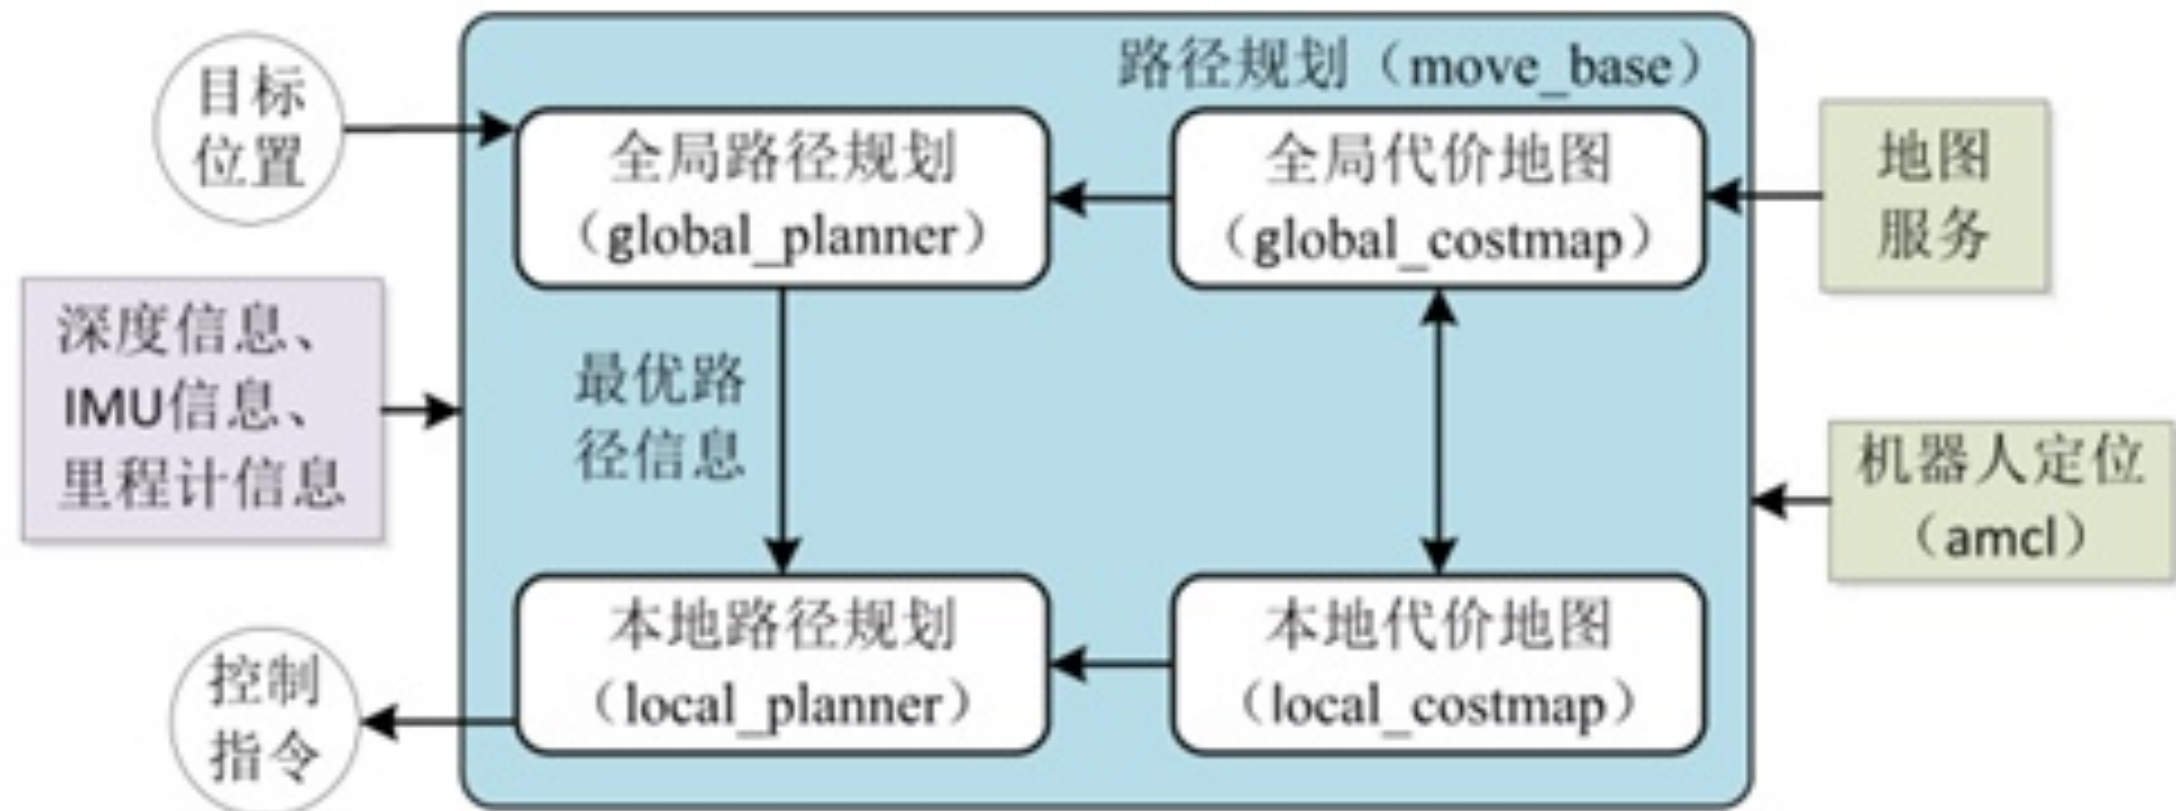 路径规划（move_base）
目标
位置
全局路径规划
（global_planner）
全局代价地图
（global_costmap）
地图
服务
深度信息、
IMU信息、
里程计信息
最优路
径信息
机器人定位
（amcl）
本地路径规划
（local_planner）
本地代价地图
（local_costmap）
控制
指令